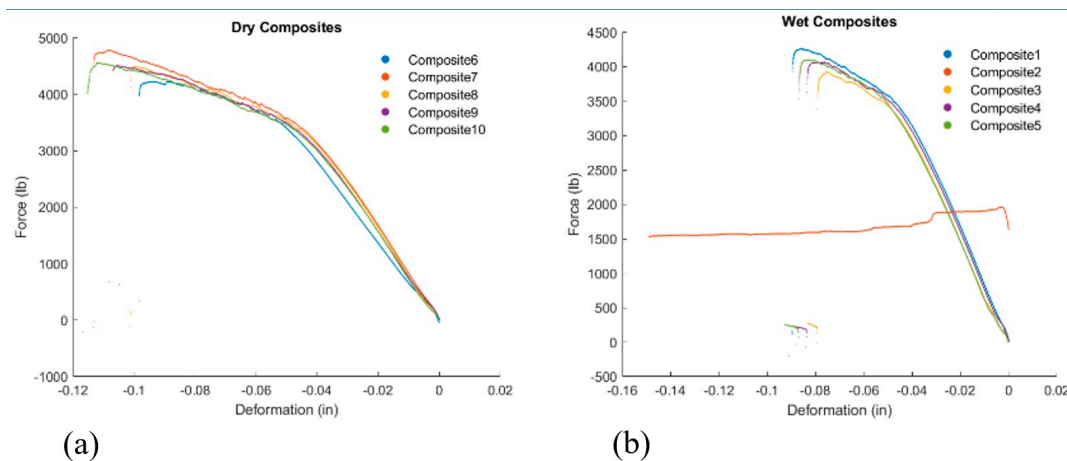 Dry Composites
5000
4000
3000
2000
1000
0
-1000
Force (lb)
-0.12
-0.1
-0.08
-0.06
-0.04
-0.02
0
0.02
Deformation (in)
Composite6
Composite7
Composite8
Composite9
Composite10
(a)
Wet Composites
4500
4000
3500
3000
2500
2000
1500
1000
500
0
-500
Force (lb)
-0.16
-0.14
-0.12
-0.1
-0.08
-0.06
-0.04
-0.02
0
0.02
Deformation (in)
Composite1
Composite2
Composite3
Composite4
Composite5
(b)